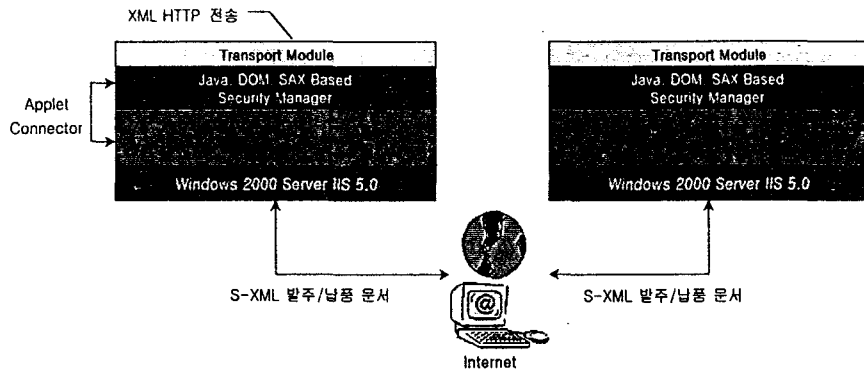 XML HTTP 전송
Transport Module
Java, DOM, SAX Based
Security Manager
Applet
Connector
Windows 2000 Server IIS 5.0
Transport Module
Java, DOM, SAX Based
Security Manager
Windows 2000 Server IIS 5.0
S-XML 발주/납품 문서
S-XML 발주/납품 문서
Internet